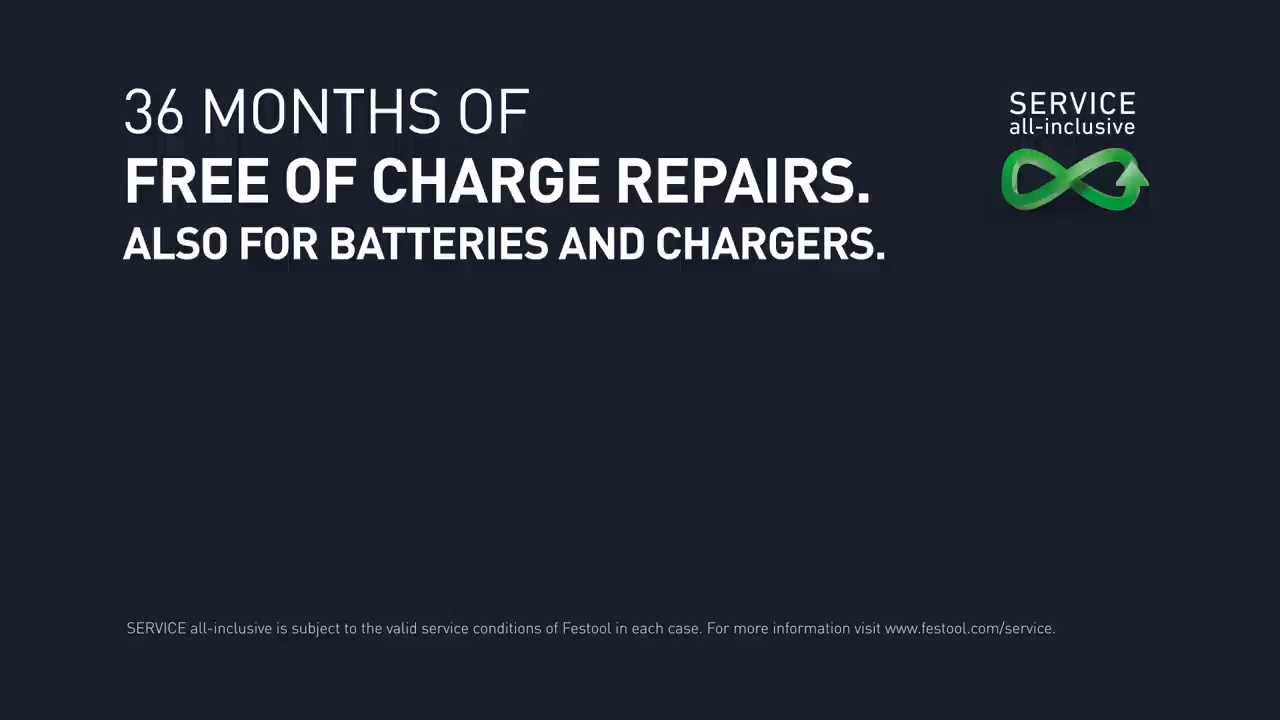 36 MONTHS OF
FREE OF CHARGE REPAIRS.
ALSO FOR BATTERIES AND CHARGERS.
SERVICE
all-inclusive
SERVICE all-inclusive is subject to the valid service conditions of Festool in each case. For more information visit www.festool.com/service.